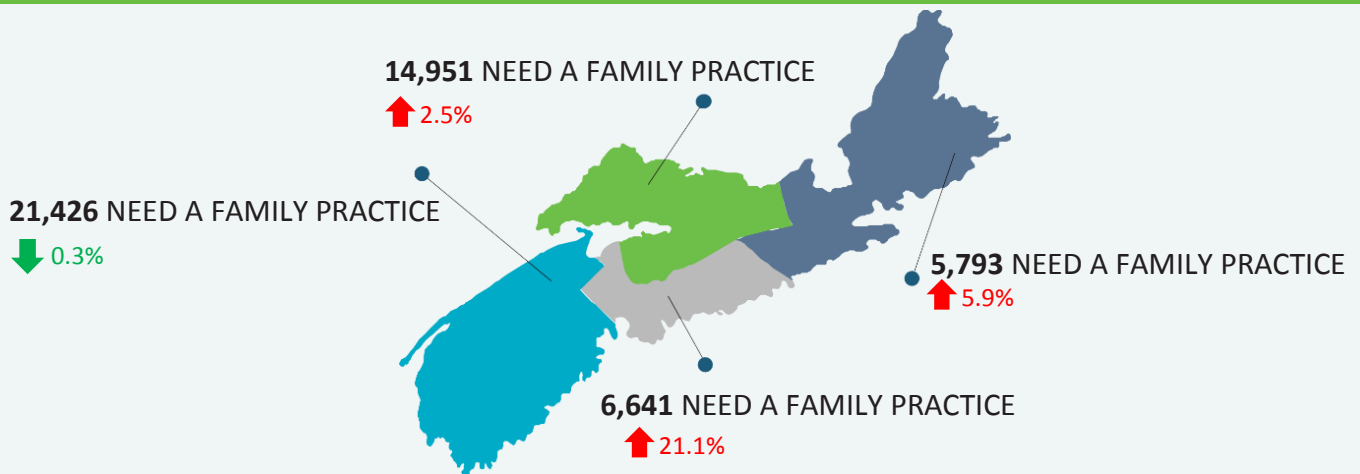 14,951 NEED A FAMILY PRACTICE
2.5%
21,426 NEED A FAMILY PRACTICE
0.3%
5,793 NEED A FAMILY PRACTICE
5.9%
6,641 NEED A FAMILY PRACTICE
21.1%